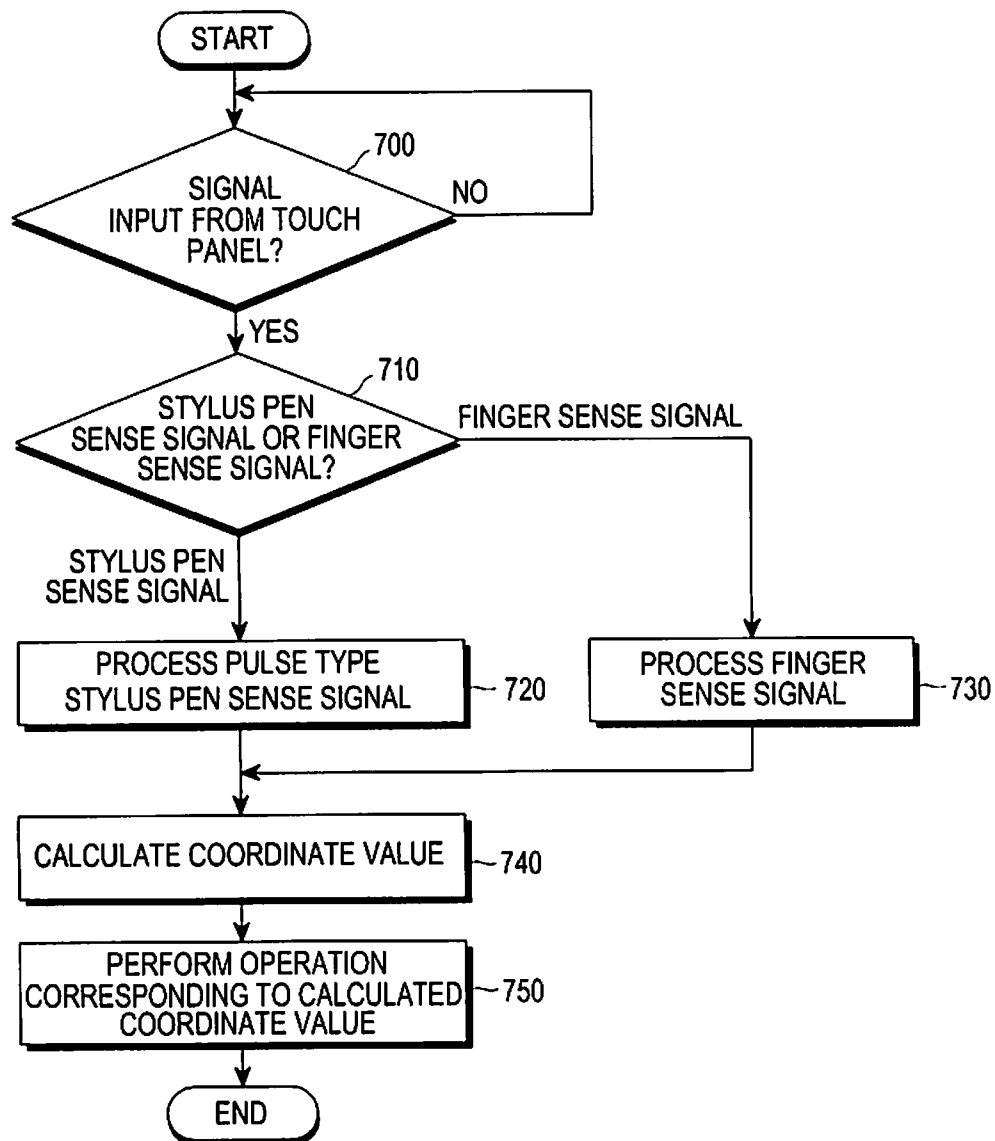 START
700
SIGNAL
INPUT FROM TOUCH
PANEL?
NO
YES
710
STYLUS PEN
SENSE SIGNAL OR FINGER
SENSE SIGNAL?
FINGER SENSE SIGNAL
STYLUS PEN
SENSE SIGNAL
PROCESS PULSE TYPE
STYLUS PEN SENSE SIGNAL
720
PROCESS FINGER
SENSE SIGNAL
730
CALCULATE COORDINATE VALUE
740
PERFORM OPERATION
CORRESPONDING TO CALCULATED
COORDINATE VALUE
750
END